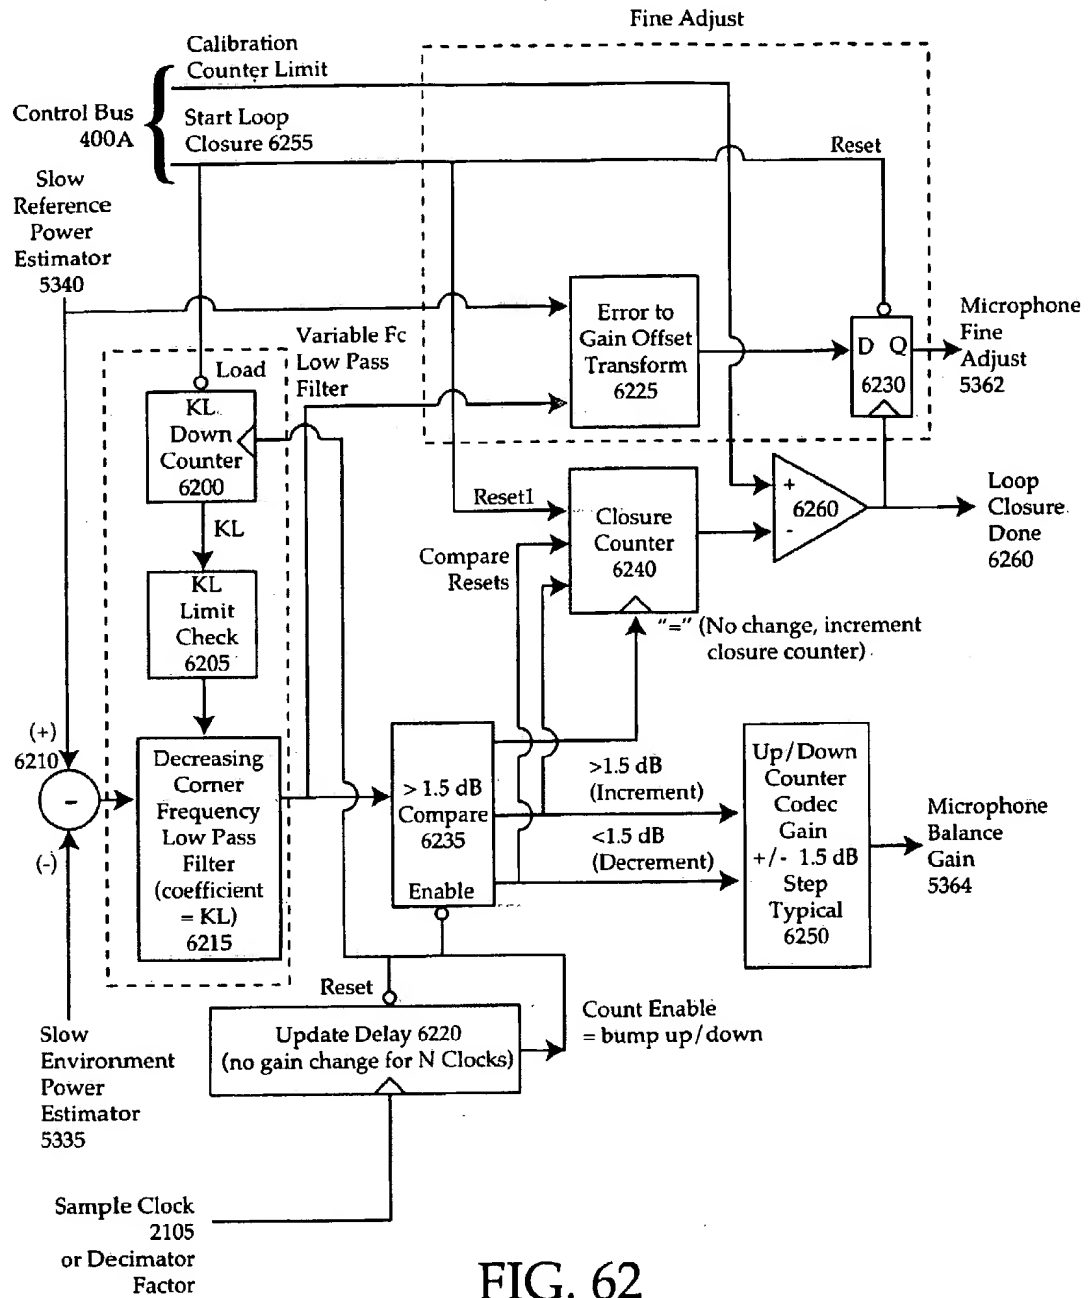 Fine Adjust
Calibration
Counter Limit
Control Bus
400A
Start Loop
Closure 6255
Reset
Slow
Reference
Power
Estimator
5340
Variable Fc
Low Pass
Filter
Load
Error to
Gain Offset
Transform
6225
D Q
6230
Microphone
Fine
Adjust
5362
KL
Down
Counter
6200
KL
KL
Limit
Check
6205
Reset1
Compare
Resets
Closure
Counter
6240
+
-
6260
Loop
Closure
Done
6260
"=" (No change, increment
closure counter)
(+)
6210
-
(-)
Decreasing
Corner
Frequency
Low Pass
Filter
(coefficient
= KL)
6215
> 1.5 dB
Compare
6235
Enable
>1.5 dB
(Increment)
<1.5 dB
(Decrement)
Up/Down
Counter
Codec
Gain
+/- 1.5 dB
Step
Typical
6250
Microphone
Balance
Gain
5364
Reset
Update Delay 6220
(no gain change for N Clocks)
Count Enable
= bump up/down
Slow
Environment
Power
Estimator
5335
Sample Clock
2105
or Decimator
Factor
FIG. 62